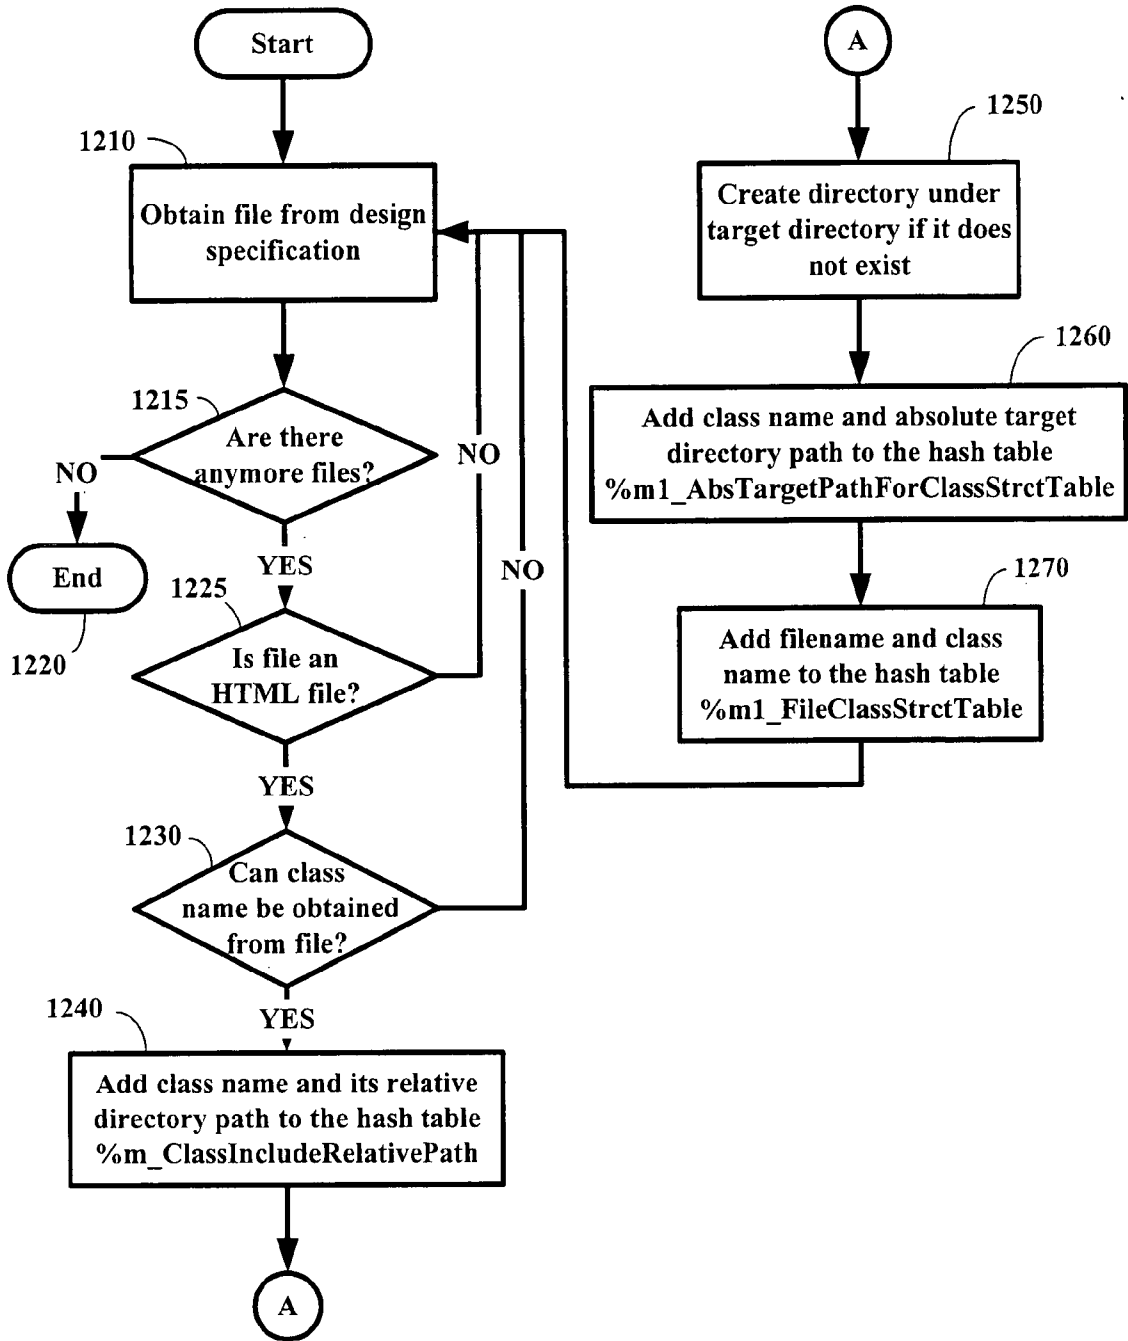 Start
1210
Obtain file from design
specification
1215
Are there
anymore files?
NO
End
1220
YES
1225
Is file an
HTML file?
NO
YES
1230
Can class
name be obtained
from file?
NO
YES
1240
Add class name and its relative
directory path to the hash table
%m_ClassIncludeRelativePath
A
A
1250
Create directory under
target directory if it does
not exist
1260
Add class name and absolute target
directory path to the hash table
%m1_AbsTargetPathForClassStrctTable
1270
Add filename and class
name to the hash table
%m1_FileClassStrctTable